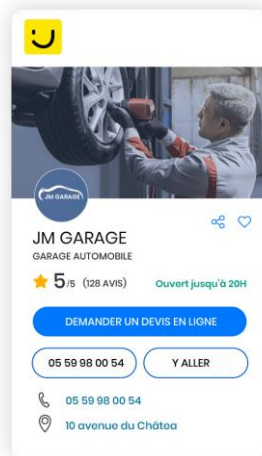 JM GARAGE
JM GARAGE
GARAGE AUTOMOBILE
5/5 (128 AVIS) Ouvert jusqu'à 20H
DEMANDER UN DEVIS EN LIGNE
05 59 98 00 54 Y ALLER
05 59 98 00 54
10 avenue du Châtea